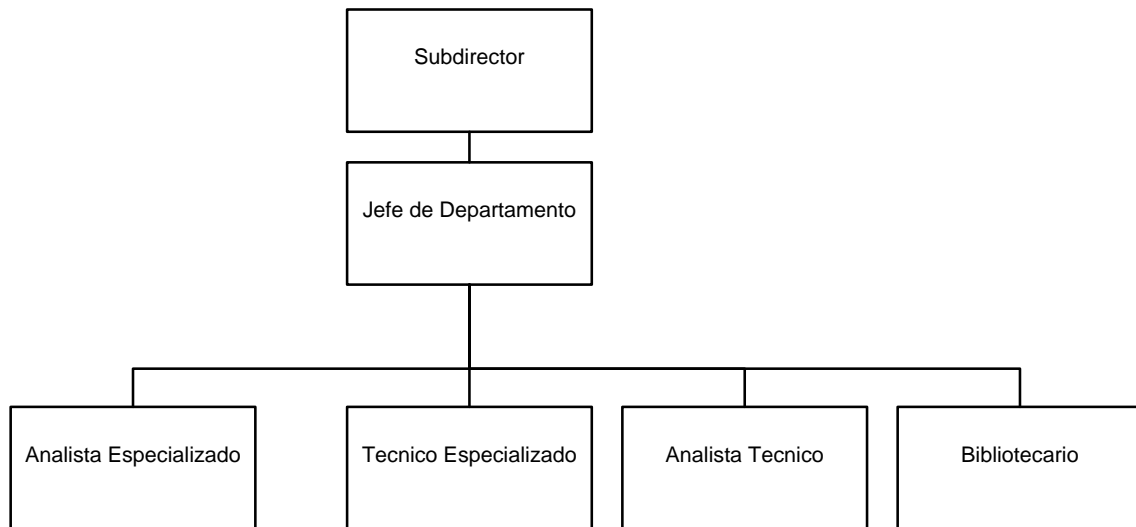 Subdirector
Jefe de Departamento
Analista Especializado
Tecnico Especializado
Analista Tecnico
Bibliotecario